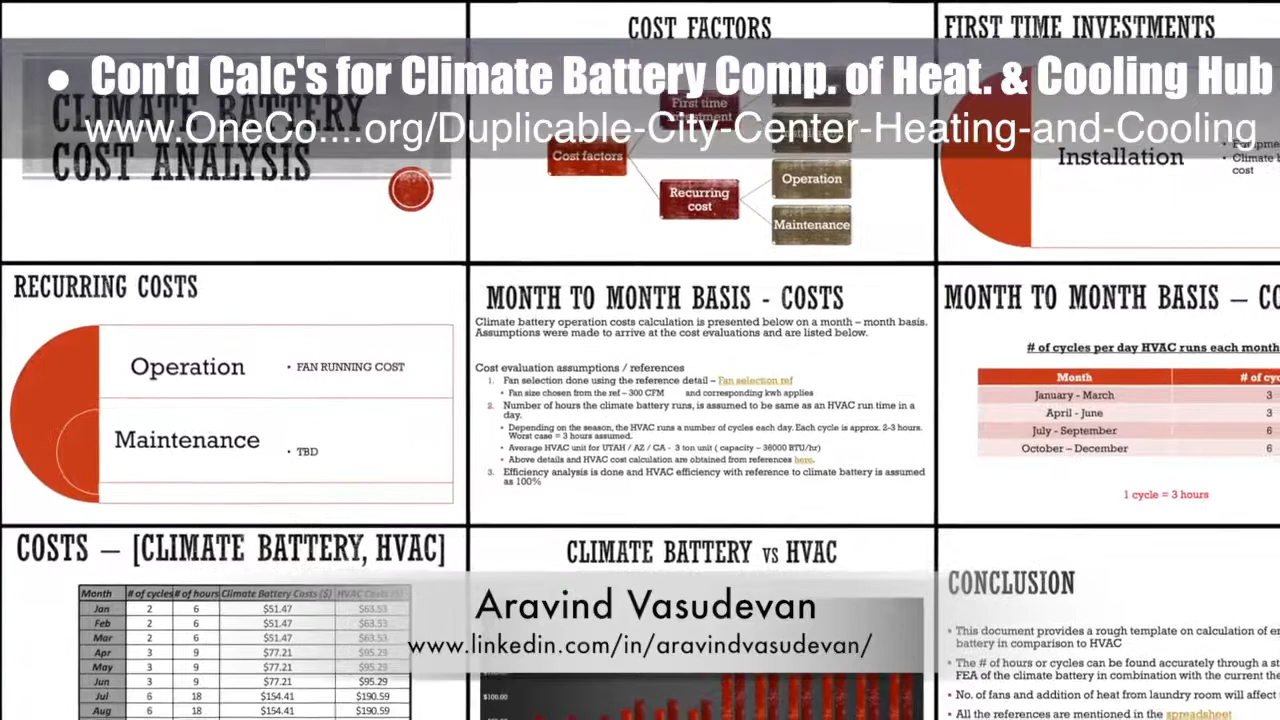 ● Con'd Calc's for Climate Battery Comp. of Heat. & Cooling Hub
www.OneCo....org/Duplicable-City-Center-Heating-and-Cooling
CLIMATE BATTERY
COST ANALYSIS
COST FACTORS
First time
Cost factors
Recurring
cost
Operation
Maintenance
FIRST TIME INVESTMENTS
Installation
cost
RECURRING COSTS
Operation
• FAN RUNNING COST
Maintenance
• TBD
MONTH TO MONTH BASIS - COSTS
Climate battery operation costs calculation is presented below on a month – month basis.
Assumptions were made to arrive at the cost evaluations and are listed below.
Cost evaluation assumptions / references
1. Fan selection done using the reference detail – Fan selection ref
• Fan size chosen from the ref – 300 CFM and corresponding kwh applies
2. Number of hours the climate battery runs, is assumed to be same as an HVAC run time in a
day.
• Depending on the season, the HVAC runs a number of cycles each day. Each cycle is approx. 2-3 hours.
Worst case = 3 hours assumed.
• Average HVAC unit for UTAH / AZ / CA - 3 ton unit ( capacity – 36000 BTU/hr)
• Above details and HVAC cost calculation are obtained from references here.
3. Efficiency analysis is done and HVAC efficiency with reference to climate battery is assumed
as 100%
MONTH TO MONTH BASIS – CO
# of cycles per day HVAC runs each month
Month # of cyc
January - March 3
April - June 3
July - September 6
October – December 6
1 cycle = 3 hours
COSTS – [CLIMATE BATTERY, HVAC]
Month # of cycles # of hours Climate Battery Costs ($) HVAC Costs ($)
Jan 2 6 $51.47 $63.53
Feb 2 6 $51.47 $63.53
Mar 2 6 $51.47 $63.53
Apr 3 9 $77.21 $95.29
May 3 9 $77.21 $95.29
Jun 3 9 $77.21 $95.29
Jul 6 18 $154.41 $190.59
Aug 6 18 $154.41 $190.59
CLIMATE BATTERY VS HVAC
$100.00
Aravind Vasudevan
www.linkedin.com/in/aravindvasudevan/
CONCLUSION
• This document provides a rough template on calculation of
battery in comparison to HVAC
• The # of hours or cycles can be found accurately through a
FEA of the climate battery in combination with the current
• No. of fans and addition of heat from laundry room will affect
• All the references are mentioned in the spreadsheet